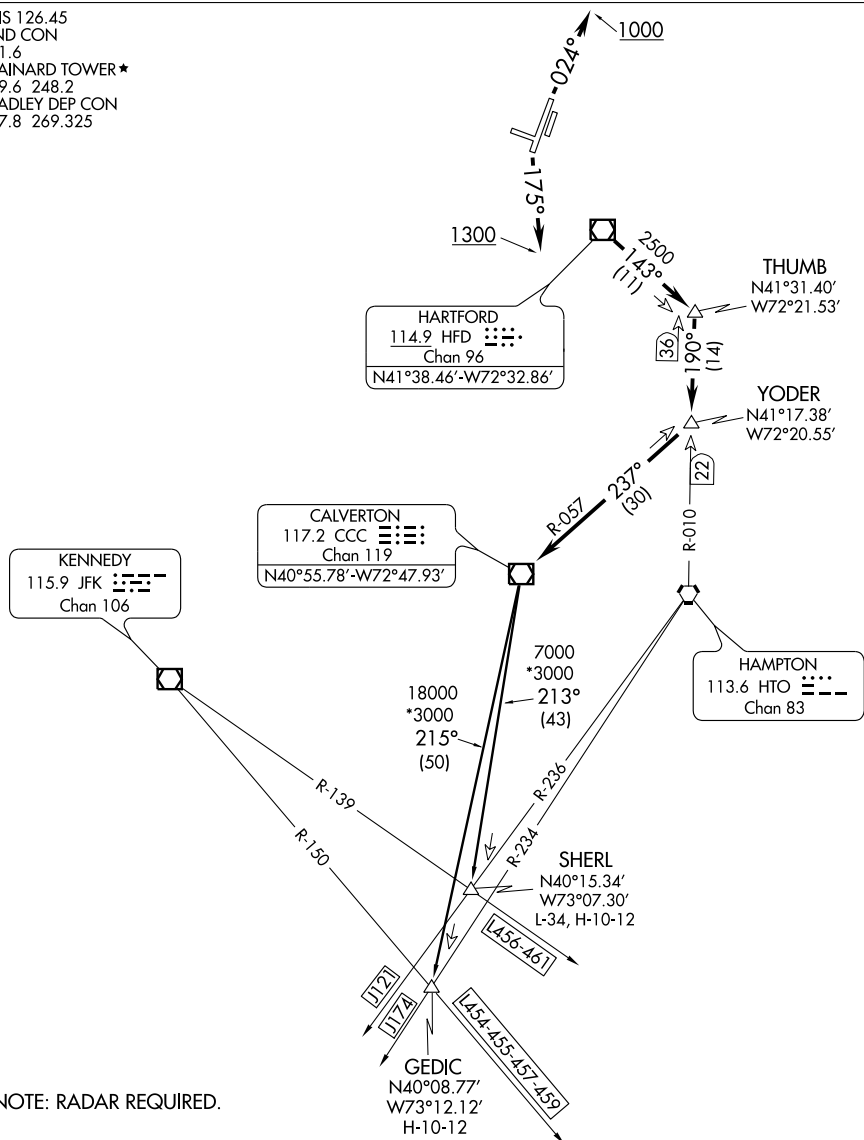 IS 126.45
ND CON
1.6
AINARD TOWER★
9.6 248.2
ADLEY DEP CON
7.8 269.325
1000
024°
175°
1300
2500
143°
(11)
THUMB
N41°31.40′
W72°21.53′
HARTFORD
114.9 HFD
Chan 96
N41°38.46′-W72°32.86′
36
190°
(14)
YODER
N41°17.38′
W72°20.55′
22
237°
(30)
R-057
R-010
CALVERTON
117.2 CCC
Chan 119
N40°55.78′-W72°47.93′
KENNEDY
115.9 JFK
Chan 106
HAMPTON
113.6 HTO
Chan 83
7000
*3000
213°
(43)
18000
*3000
215°
(50)
R-139
R-150
R-236
R-234
SHERL
N40°15.34′
W73°07.30′
L-34, H-10-12
L456-461
J121
J174
L454-455-457-459
GEDIC
N40°08.77′
W73°12.12′
H-10-12
NOTE: RADAR REQUIRED.